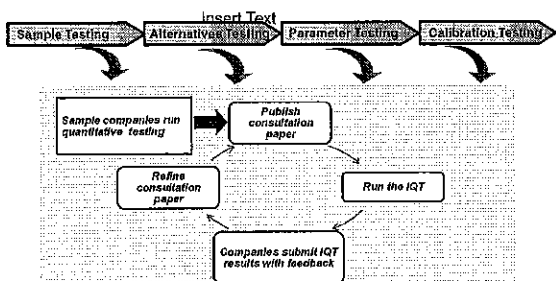 Insert Text
Sample Testing
Alternatives Testing
Parameter Testing
Calibration Testing
Sample companies run
quantitative testing
Publish
consultation
paper
Refine
consultation
paper
Run the IQT
Companies submit IQT
results with feedback